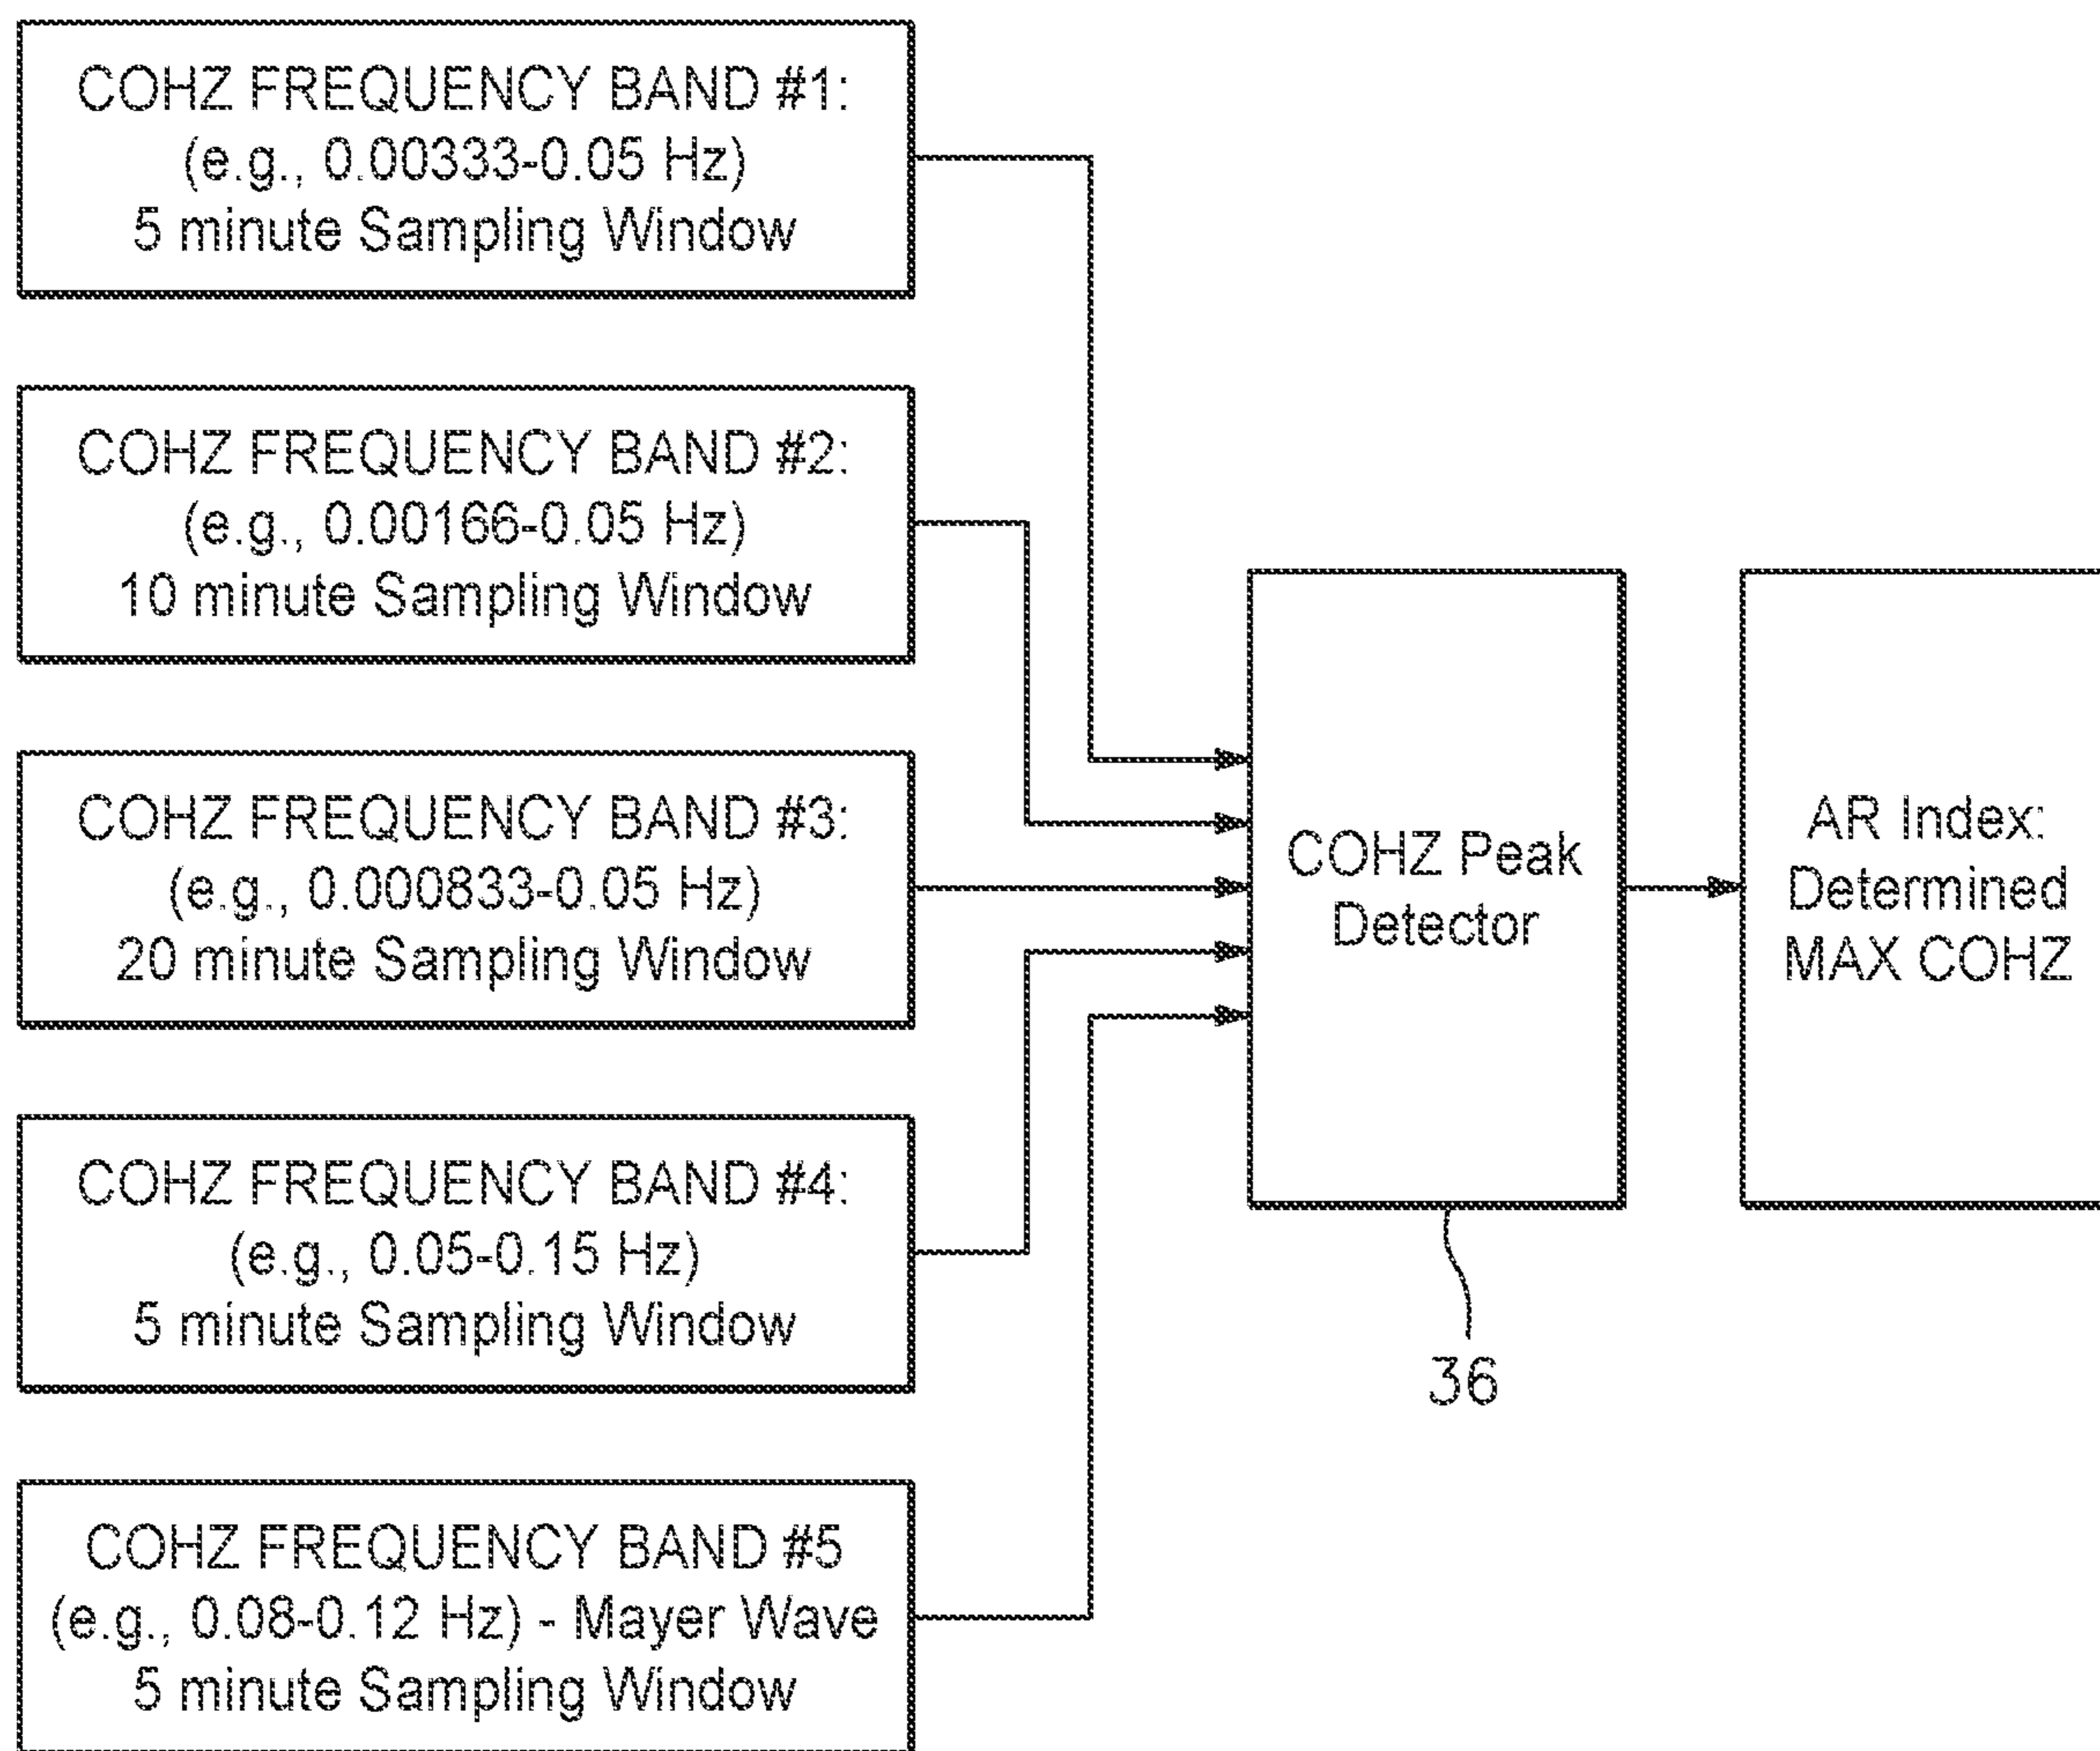 COHZ FREQUENCY BAND #1:
(e.g., 0.00333-0.05 Hz)
5 minute Sampling Window
COHZ FREQUENCY BAND #2:
(e.g., 0.00166-0.05 Hz)
10 minute Sampling Window
COHZ FREQUENCY BAND #3:
(e.g., 0.000833-0.05 Hz)
20 minute Sampling Window
COHZ FREQUENCY BAND #4:
(e.g., 0.05-0.15 Hz)
5 minute Sampling Window
COHZ FREQUENCY BAND #5
(e.g., 0.08-0.12 Hz) - Mayer Wave
5 minute Sampling Window
COHZ Peak
Detector
36
AR Index:
Determined
MAX COHZ